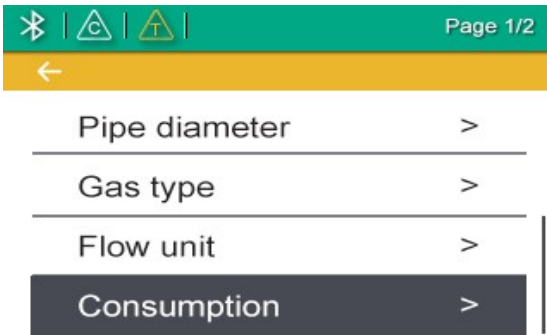 C T Page 1/2
Pipe diameter >
Gas type >
Flow unit >
Consumption >